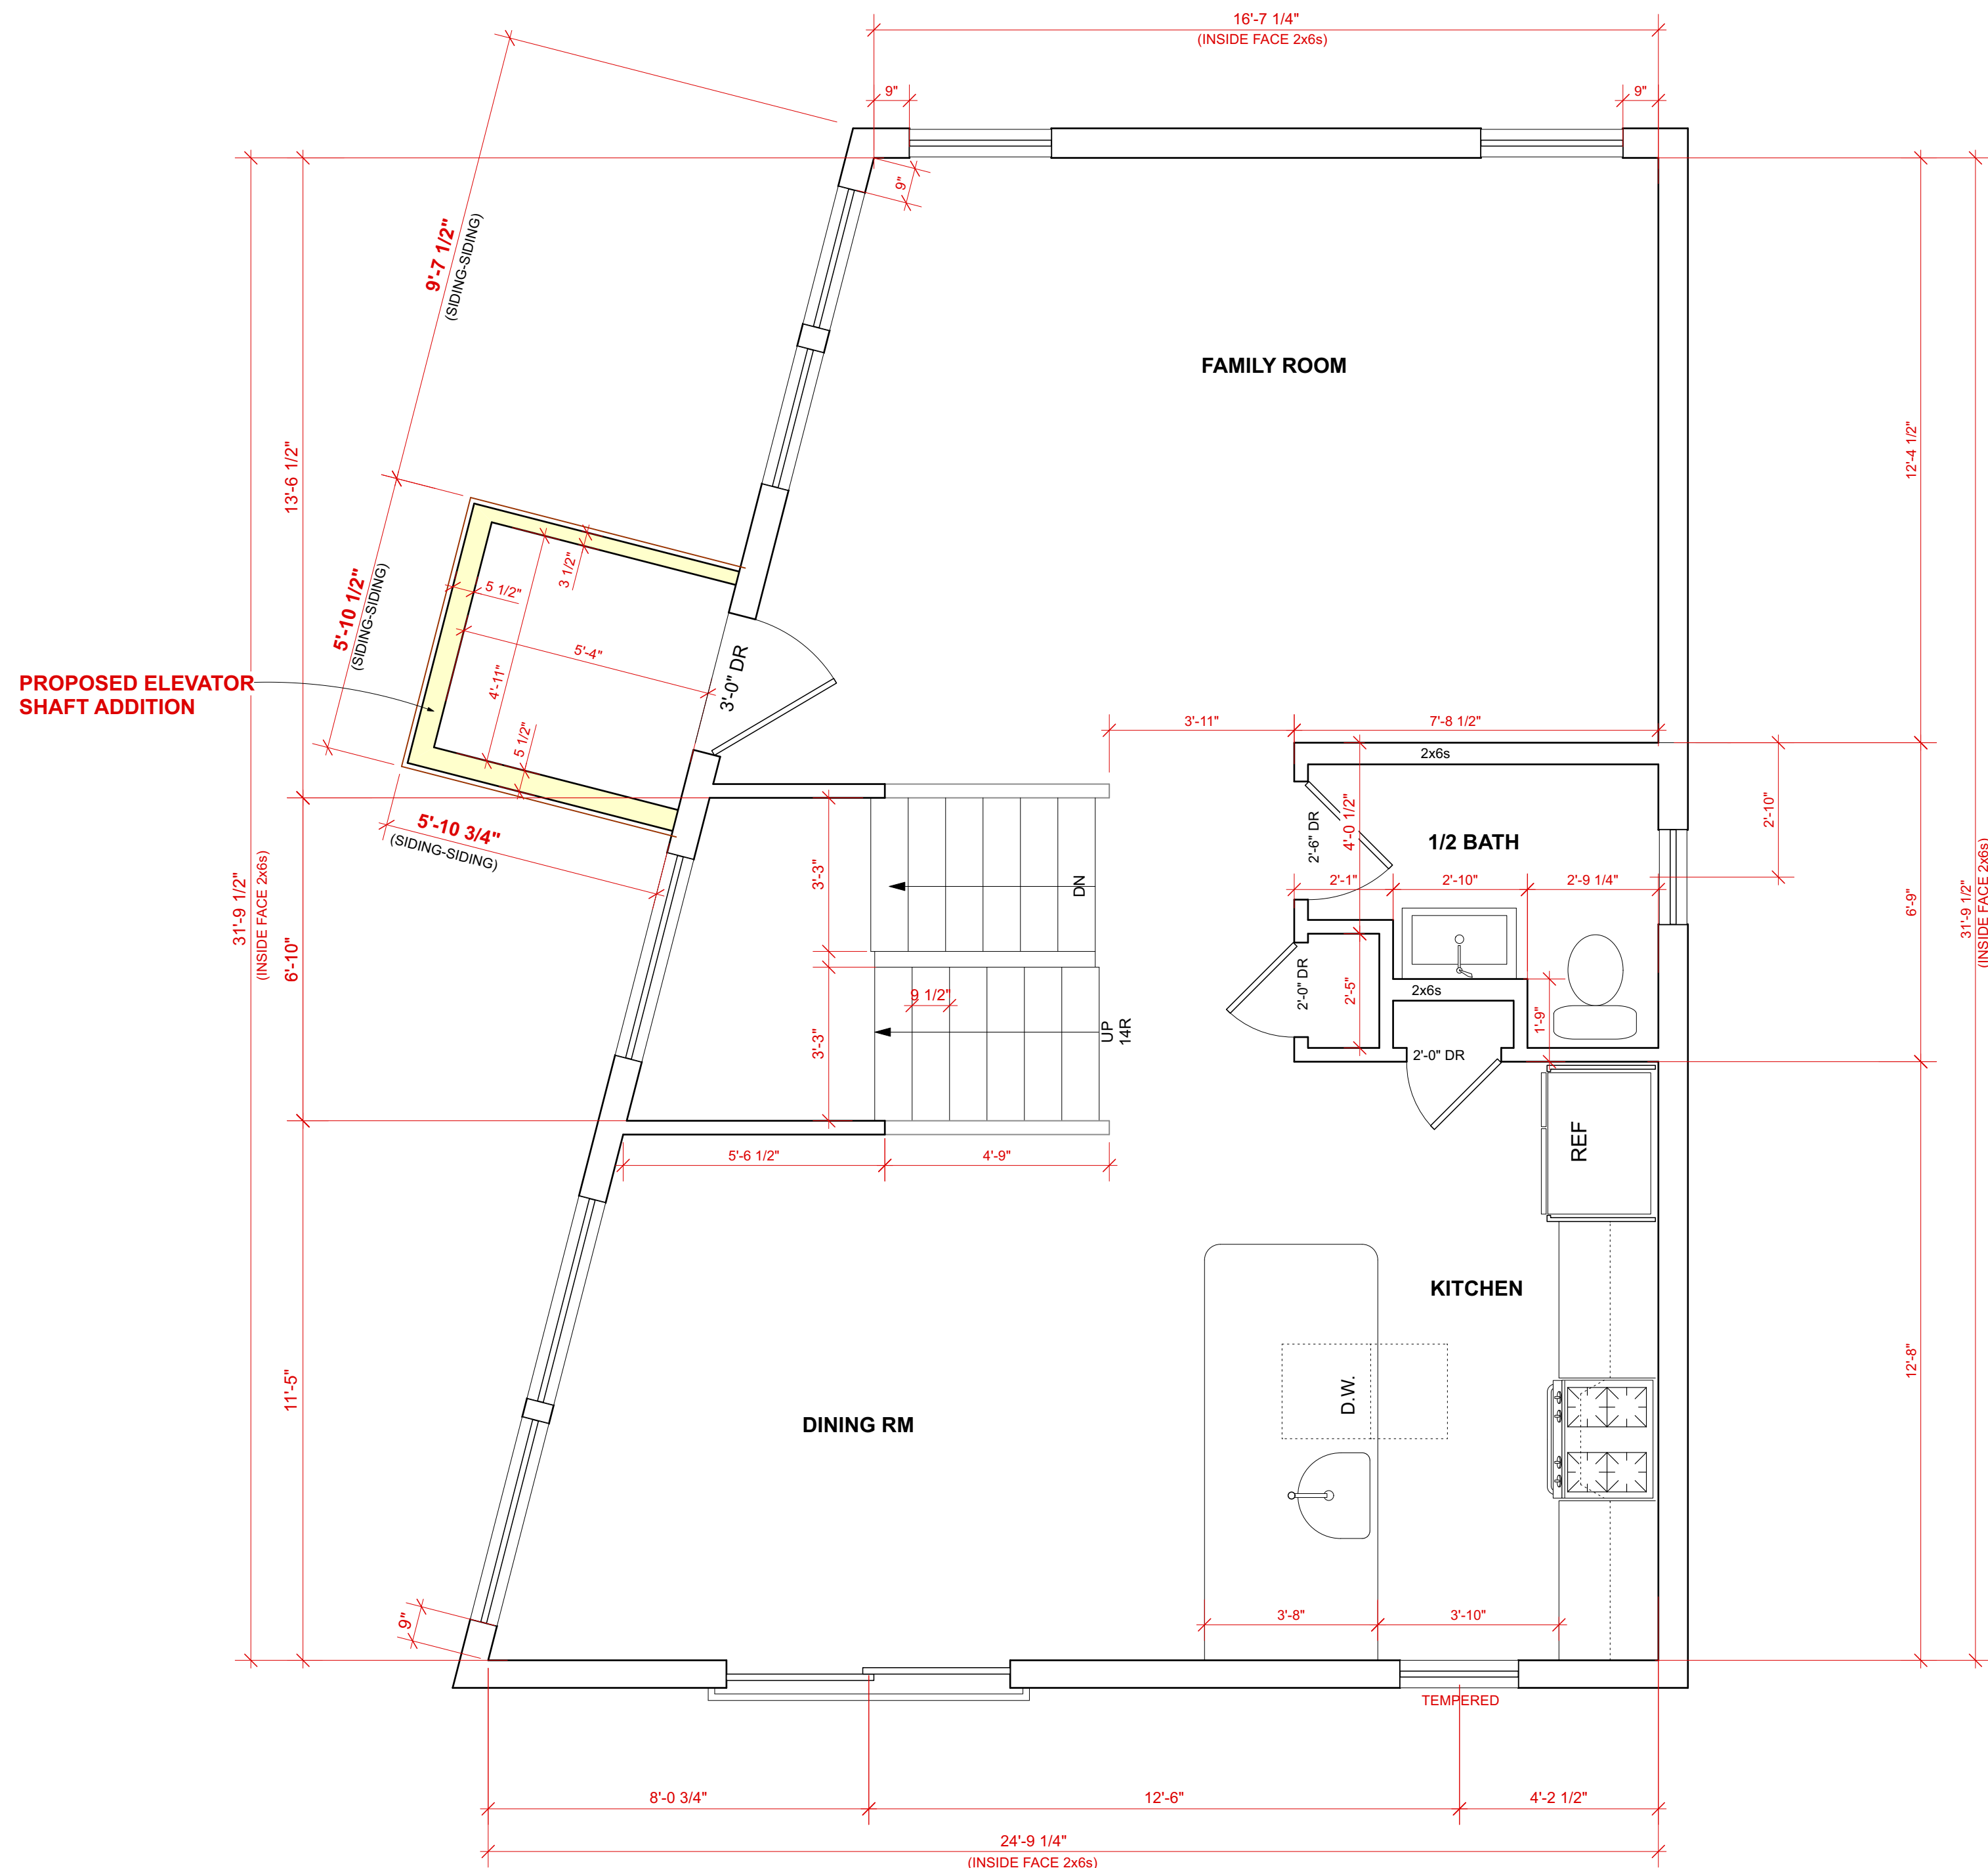 16'-7 1/4"
(INSIDE FACE 2x6s)
9"
9"
9"
9'-7 1/2"
(SIDING-SIDING)
13'-6 1/2"
FAMILY ROOM
12'-4 1/2"
3 1/2"
5 1/2"
5'-10 1/2"
(SIDING-SIDING)
5'-4"
4'-11"
3'-0" DR
PROPOSED ELEVATOR
SHAFT ADDITION
5 1/2"
3'-11"
7'-8 1/2"
2x6s
2'-10"
5'-10 3/4"
(SIDING-SIDING)
2'-6" DR
4'-0 1/2"
1/2 BATH
3'-3"
DN
2'-1"
2'-10"
2'-9 1/4"
31'-9 1/2"
(INSIDE FACE 2x6s)
6'-10"
6'-9"
31'-9 1/2"
(INSIDE FACE 2x6s)
9 1/2"
2'-0" DR
2'-5"
2x6s
1'-9"
3'-3"
UP
14R
2'-0" DR
REF
5'-6 1/2"
4'-9"
KITCHEN
11'-5"
12'-8"
D.W.
DINING RM
9"
3'-8"
3'-10"
TEMPERED
8'-0 3/4"
12'-6"
4'-2 1/2"
24'-9 1/4"
(INSIDE FACE 2x6s)